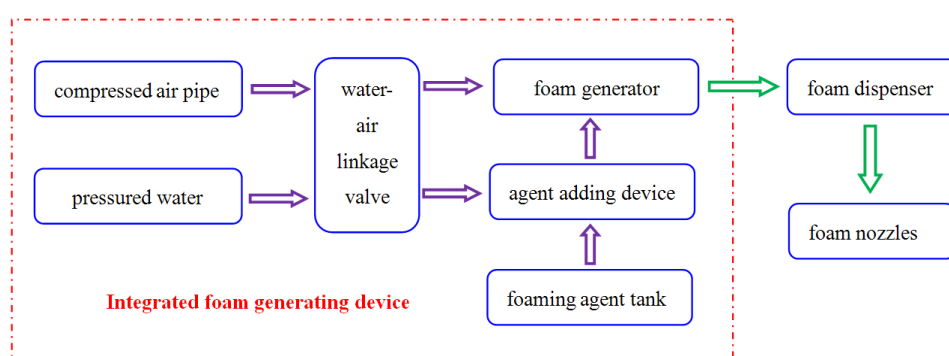 compressed air pipe
water-
air
linkage
valve
foam generator
foam dispenser
pressured water
agent adding device
foam nozzles
foaming agent tank
Integrated foam generating device